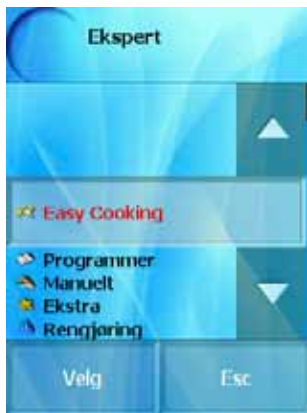 Ekspert
Easy Cooking
Programmer
Manuelt
Ekstra
Rengjøring
Velg
Esc